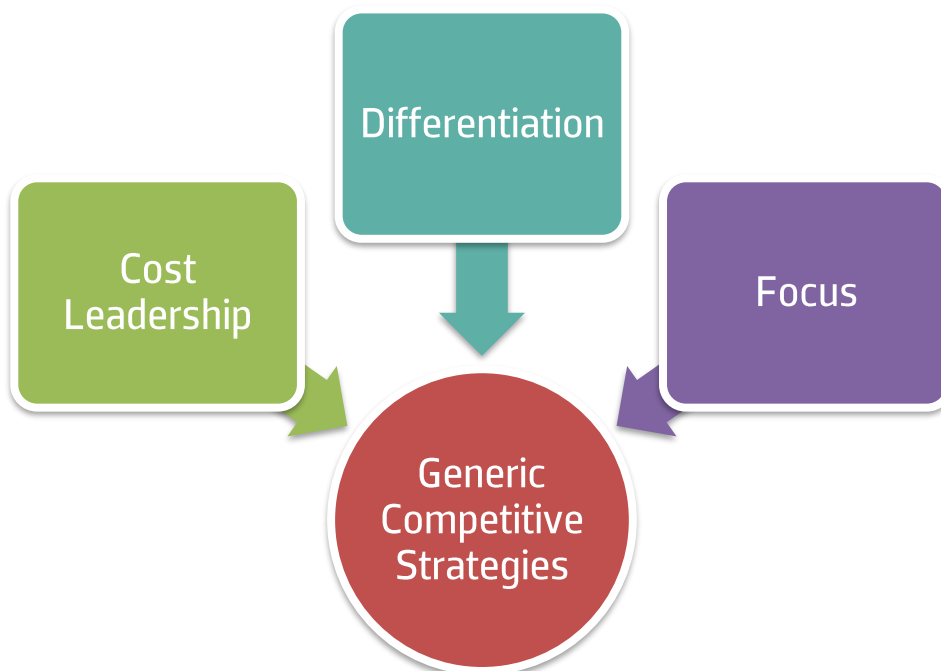 Differentiation
Cost
Leadership
Focus
Generic
Competitive
Strategies